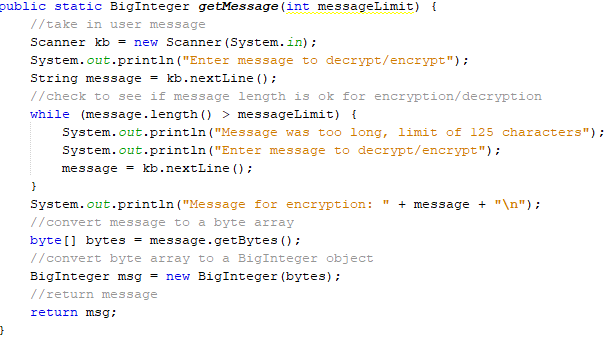 public static BigInteger getMessage(int messageLimit) {
//take in user message
Scanner kb = new Scanner(System.in);
System.out.println("Enter message to decrypt/encrypt");
String message = kb.nextLine();
//check to see if message length is ok for encryption/decryption
while (message.length() > messageLimit) {
System.out.println("Message was too long, limit of 125 characters");
System.out.println("Enter message to decrypt/encrypt");
message = kb.nextLine();
}
System.out.println("Message for encryption: " + message + "\n");
//convert message to a byte array
byte[] bytes = message.getBytes();
//convert byte array to a BigInteger object
BigInteger msg = new BigInteger(bytes);
//return message
return msg;
}